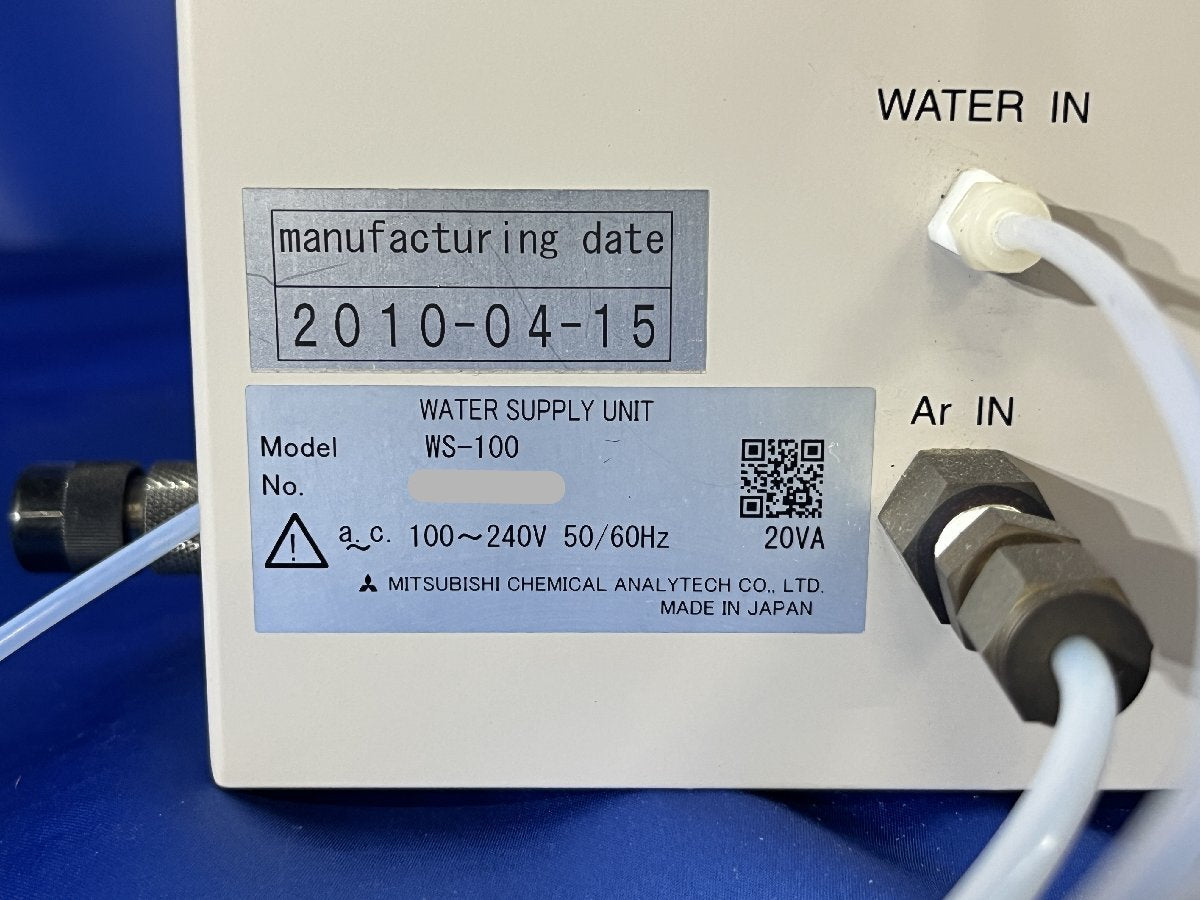 WATER IN
manufacturing date
2010-04-15
Ar IN
WATER SUPPLY UNIT
Model WS-100
No.
a.c. 100~240V 50/60Hz 20VA
MITSUBISHI CHEMICAL ANALYTECH CO., LTD.
MADE IN JAPAN